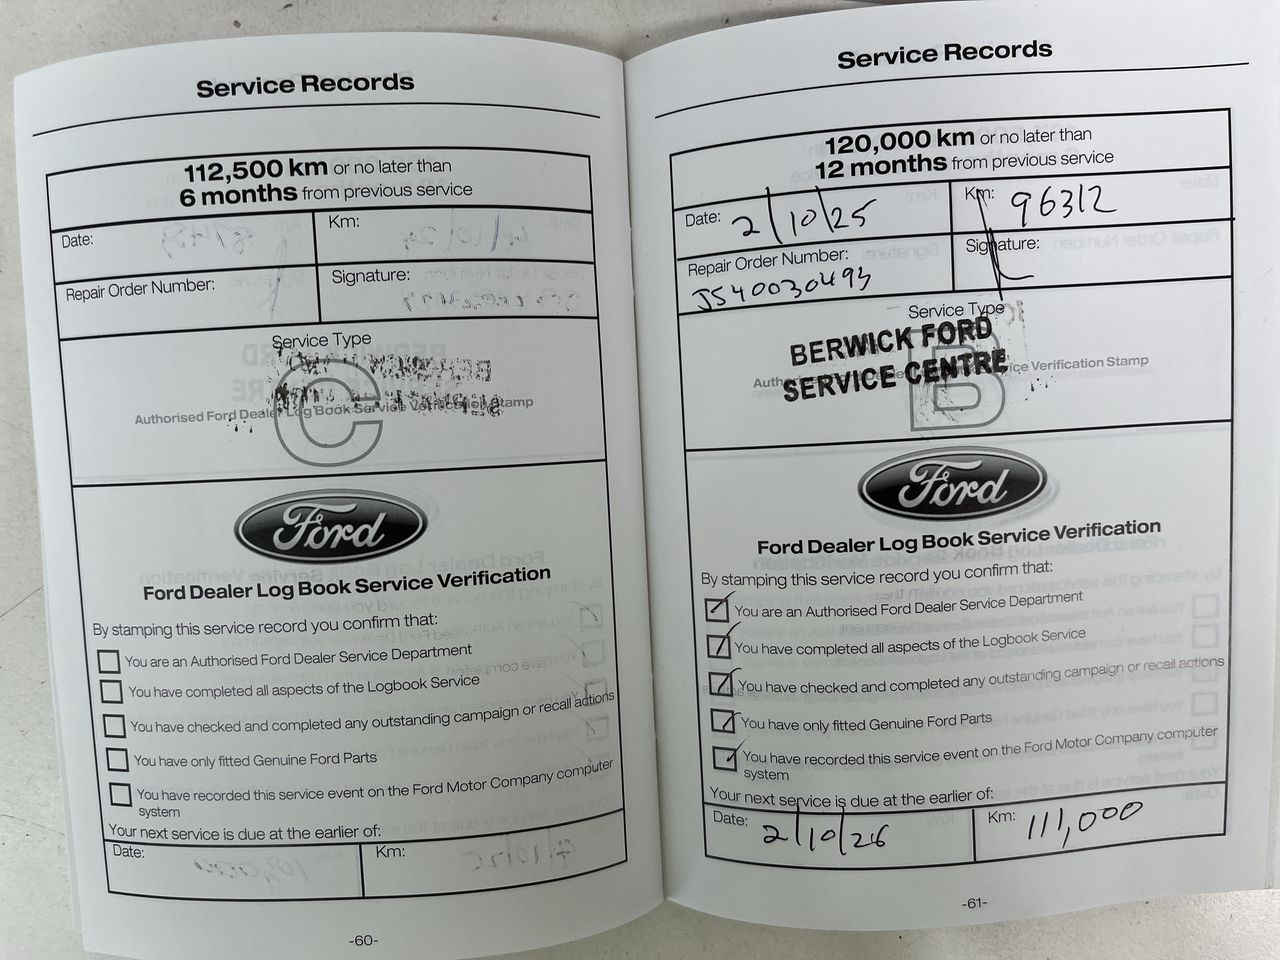 Service Records
112,500 km or no later than
6 months from previous service
Date:
Km:
Repair Order Number:
Signature:
Service Type
C
Authorised Ford Dealer Log Book Service Verification Stamp
Ford
Ford Dealer Log Book Service Verification
By stamping this service record you confirm that:
You are an Authorised Ford Dealer Service Department
You have completed all aspects of the Logbook Service
You have checked and completed any outstanding campaign or recall actions
You have only fitted Genuine Ford Parts
You have recorded this service event on the Ford Motor Company computer
system
Your next service is due at the earlier of:
Date:
Km:
-60-
Service Records
120,000 km or no later than
12 months from previous service
Date: 2/10/25
Km: 96312
Repair Order Number:
JS40030493
Signature:
Service Type
BERWICK FORD
SERVICE CENTRE
B
Service Verification Stamp
Ford
Ford Dealer Log Book Service Verification
By stamping this service record you confirm that:
You are an Authorised Ford Dealer Service Department
You have completed all aspects of the Logbook Service
You have checked and completed any outstanding campaign or recall actions
You have only fitted Genuine Ford Parts
You have recorded this service event on the Ford Motor Company computer
system
Your next service is due at the earlier of:
Date: 2/10/26
Km: 111,000
-61-